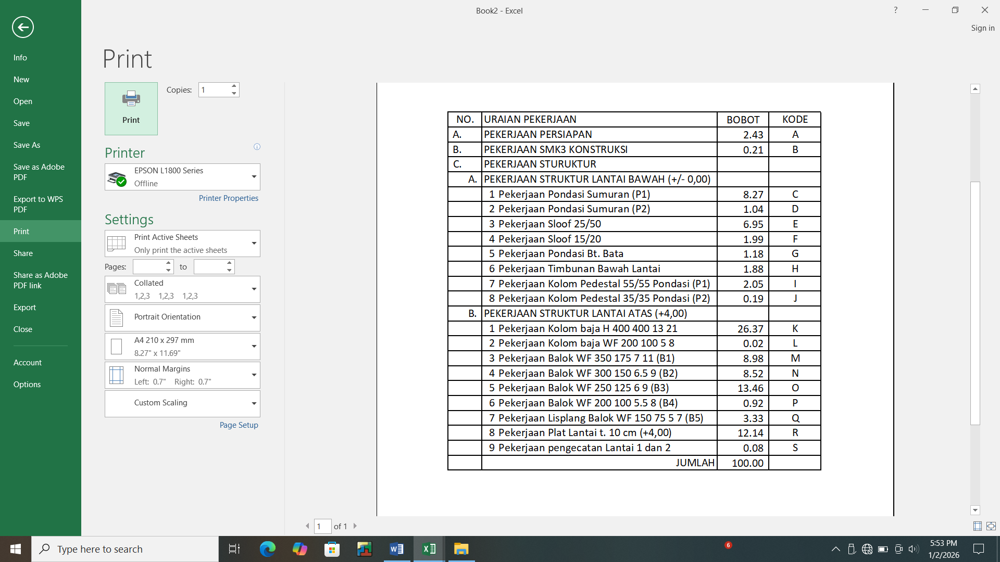 Book2 - Excel
?
Sign in
Info
New
Open
Save
Save As
Save as Adobe
PDF
Export to WPS
PDF
Print
Share
Share as Adobe
PDF link
Export
Close
Account
Options
Print
Print
Copies: 1
Printer
EPSON L1800 Series
Offline
Printer Properties
Settings
Print Active Sheets
Only print the active sheets
Pages: to
Collated
1,2,3 1,2,3 1,2,3
Portrait Orientation
A4 210 x 297 mm
8.27" x 11.69"
Normal Margins
Left: 0.7" Right: 0.7"
Custom Scaling
Page Setup
NO. URAIAN PEKERJAAN BOBOT KODE
A. PEKERJAAN PERSIAPAN 2.43 A
B. PEKERJAAN SMK3 KONSTRUKSI 0.21 B
C. PEKERJAAN STURUKTUR
A. PEKERJAAN STRUKTUR LANTAI BAWAH (+/- 0,00)
1 Pekerjaan Pondasi Sumuran (P1) 8.27 C
2 Pekerjaan Pondasi Sumuran (P2) 1.04 D
3 Pekerjaan Sloof 25/50 6.95 E
4 Pekerjaan Sloof 15/20 1.99 F
5 Pekerjaan Pondasi Bt. Bata 1.18 G
6 Pekerjaan Timbunan Bawah Lantai 1.88 H
7 Pekerjaan Kolom Pedestal 55/55 Pondasi (P1) 2.05 I
8 Pekerjaan Kolom Pedestal 35/35 Pondasi (P2) 0.19 J
B. PEKERJAAN STRUKTUR LANTAI ATAS (+4,00)
1 Pekerjaan Kolom baja H 400 400 13 21 26.37 K
2 Pekerjaan Kolom baja WF 200 100 5 8 0.02 L
3 Pekerjaan Balok WF 350 175 7 11 (B1) 8.98 M
4 Pekerjaan Balok WF 300 150 6.5 9 (B2) 8.52 N
5 Pekerjaan Balok WF 250 125 6 9 (B3) 13.46 O
6 Pekerjaan Balok WF 200 100 5.5 8 (B4) 0.92 P
7 Pekerjaan Lisplang Balok WF 150 75 5 7 (B5) 3.33 Q
8 Pekerjaan Plat Lantai t. 10 cm (+4,00) 12.14 R
9 Pekerjaan pengecatan Lantai 1 dan 2 0.08 S
JUMLAH 100.00
1 of 1
Type here to search
6
5:53 PM
1/2/2026